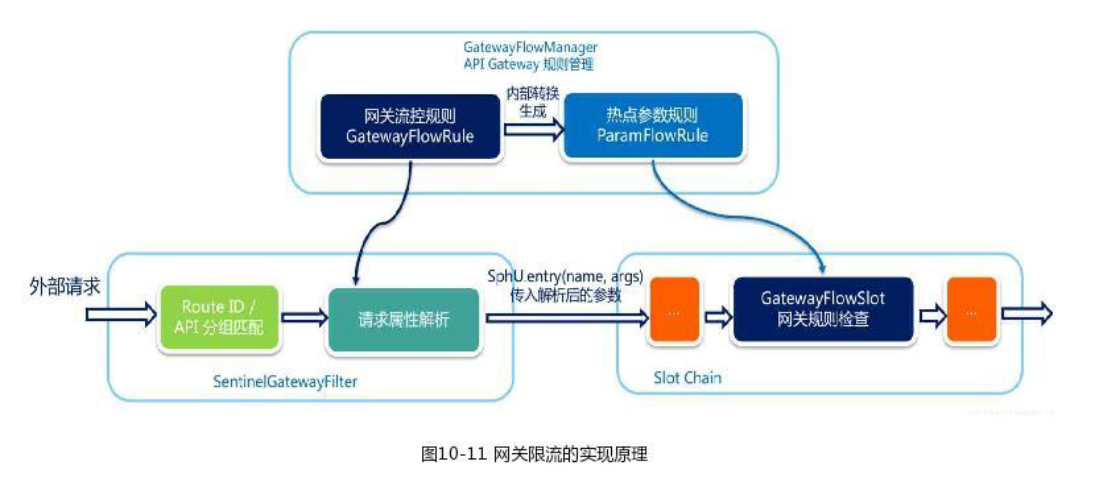 GatewayFlowManager
API Gateway 规则管理
网关流控规则
GatewayFlowRule
内部转换
生成
热点参数规则
ParamFlowRule
外部请求
Route ID /
API 分组匹配
请求属性解析
SentinelGatewayFilter
SphU.entry(name, args)
传入解析后的参数
...
GatewayFlowSlot
网关规则检查
...
Slot Chain
图10-11 网关限流的实现原理